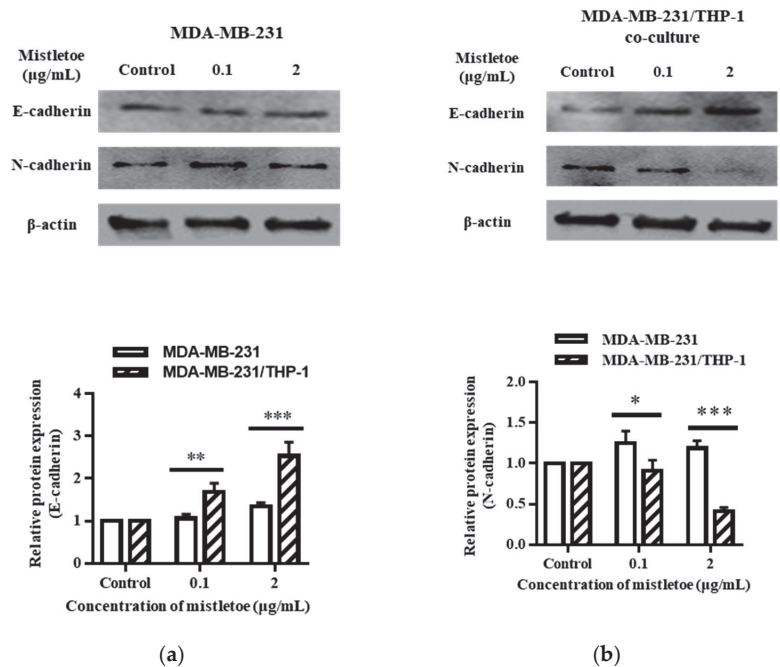 MDA-MB-231
Mistletoe
(μg/mL)
Control 0.1 2
E-cadherin
N-cadherin
β-actin
MDA-MB-231/THP-1
co-culture
Mistletoe
(μg/mL)
Control 0.1 2
E-cadherin
N-cadherin
β-actin
MDA-MB-231
MDA-MB-231/THP-1
Relative protein expression
(E-cadherin)
4
3
2
1
0
**
***
Control 0.1 2
Concentration of mistletoe (μg/mL)
(a)
MDA-MB-231
MDA-MB-231/THP-1
Relative protein expression
(N-cadherin)
2.0
1.5
1.0
0.5
0.0
*
***
Control 0.1 2
Concentration of mistletoe (μg/mL)
(b)